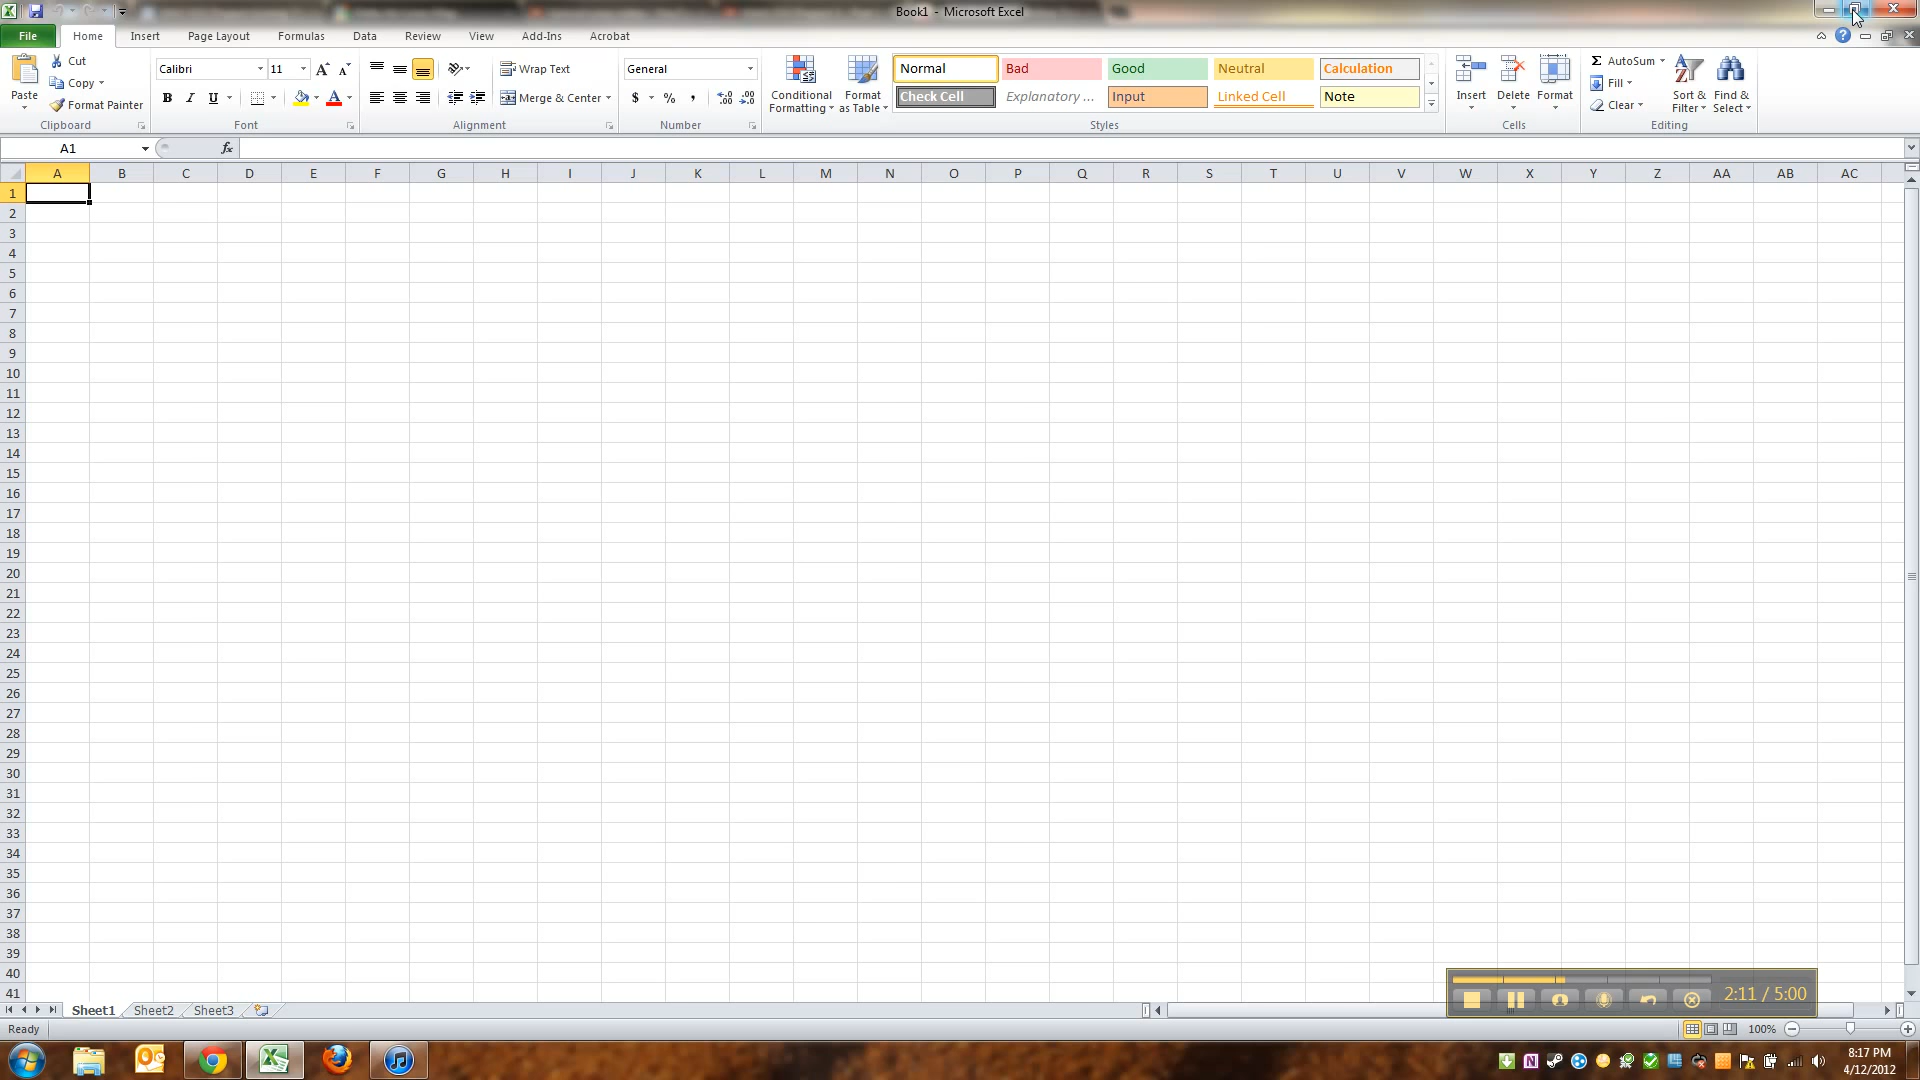 Book1 - Microsoft Excel
File Home Insert Page Layout Formulas Data Review View Add-Ins Acrobat
Paste
Cut
Copy
Format Painter
Clipboard
Calibri 11
B I U A
Font
Wrap Text
Merge & Center
Alignment
General
$ % ,
Number
Conditional Formatting
Format as Table
Normal Bad Good Neutral Calculation
Check Cell Explanatory ... Input Linked Cell Note
Styles
Insert Delete Format
Cells
Σ AutoSum
Fill
Clear
Sort & Filter
Find & Select
Editing
A1 fx
A B C D E F G H I J K L M N O P Q R S T U V W X Y Z AA AB AC
1
2
3
4
5
6
7
8
9
10
11
12
13
14
15
16
17
18
19
20
21
22
23
24
25
26
27
28
29
30
31
32
33
34
35
36
37
38
39
40
41
2:11 / 5:00
Sheet1 Sheet2 Sheet3
Ready 100%
8:17 PM
4/12/2012